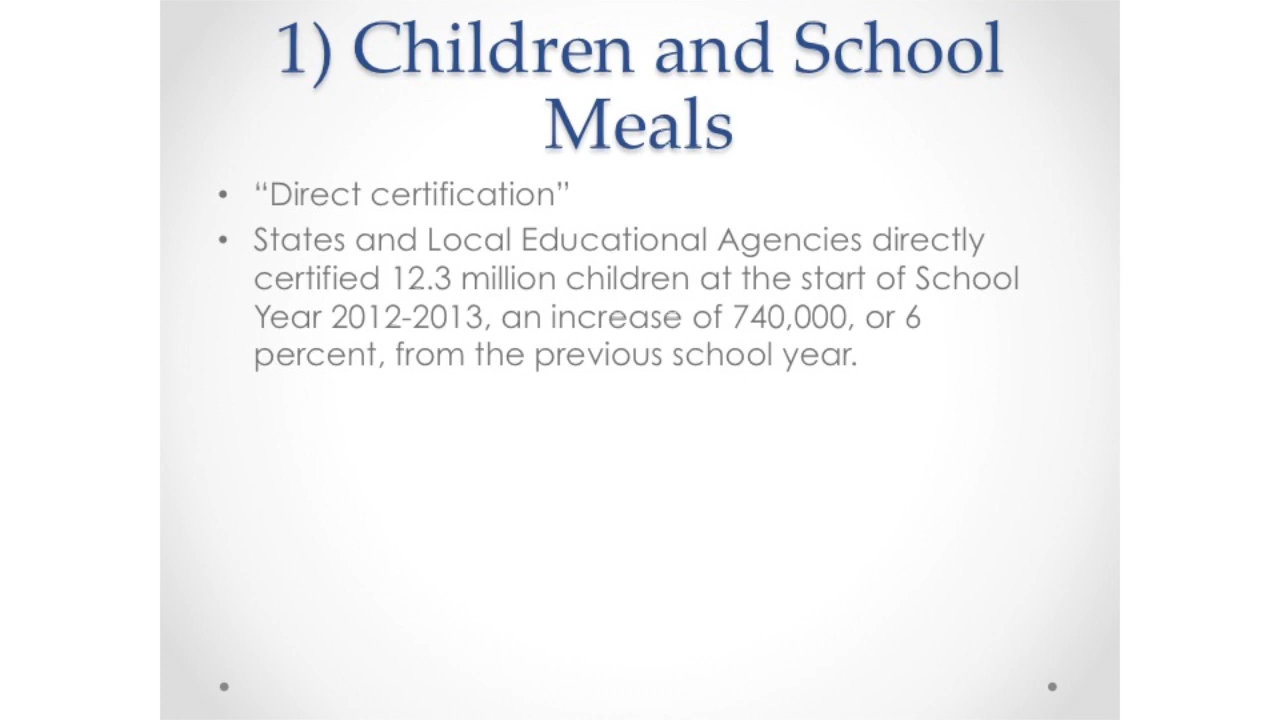 1) Children and School
Meals
• “Direct certification”
• States and Local Educational Agencies directly
certified 12.3 million children at the start of School
Year 2012-2013, an increase of 740,000, or 6
percent, from the previous school year.